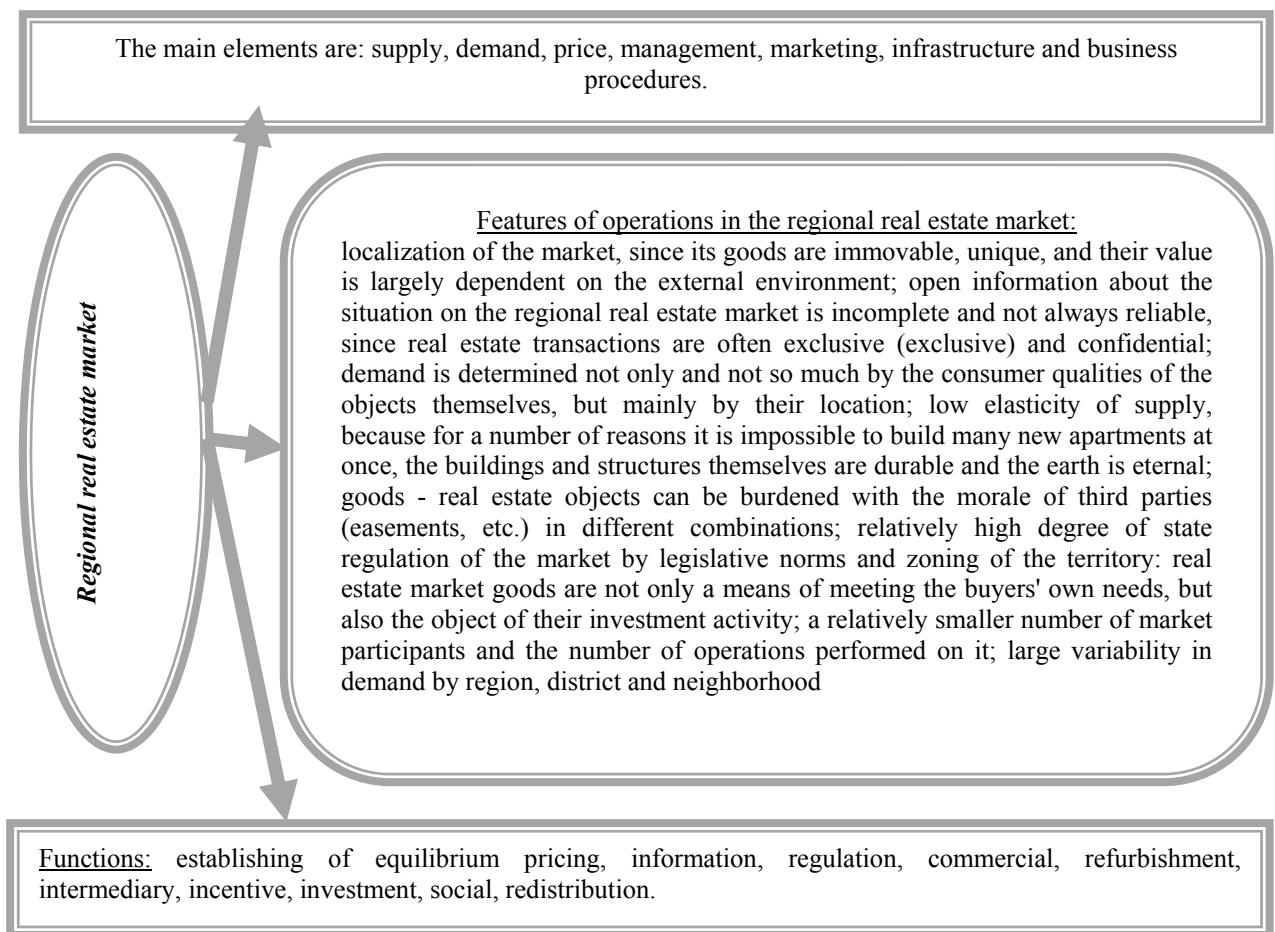 The main elements are: supply, demand, price, management, marketing, infrastructure and business
procedures.
Regional real estate market
Features of operations in the regional real estate market:
localization of the market, since its goods are immovable, unique, and their value
is largely dependent on the external environment; open information about the
situation on the regional real estate market is incomplete and not always reliable,
since real estate transactions are often exclusive (exclusive) and confidential;
demand is determined not only and not so much by the consumer qualities of the
objects themselves, but mainly by their location; low elasticity of supply,
because for a number of reasons it is impossible to build many new apartments at
once, the buildings and structures themselves are durable and the earth is eternal;
goods - real estate objects can be burdened with the morale of third parties
(easements, etc.) in different combinations; relatively high degree of state
regulation of the market by legislative norms and zoning of the territory: real
estate market goods are not only a means of meeting the buyers' own needs, but
also the object of their investment activity; a relatively smaller number of market
participants and the number of operations performed on it; large variability in
demand by region, district and neighborhood
Functions: establishing of equilibrium pricing, information, regulation, commercial, refurbishment,
intermediary, incentive, investment, social, redistribution.